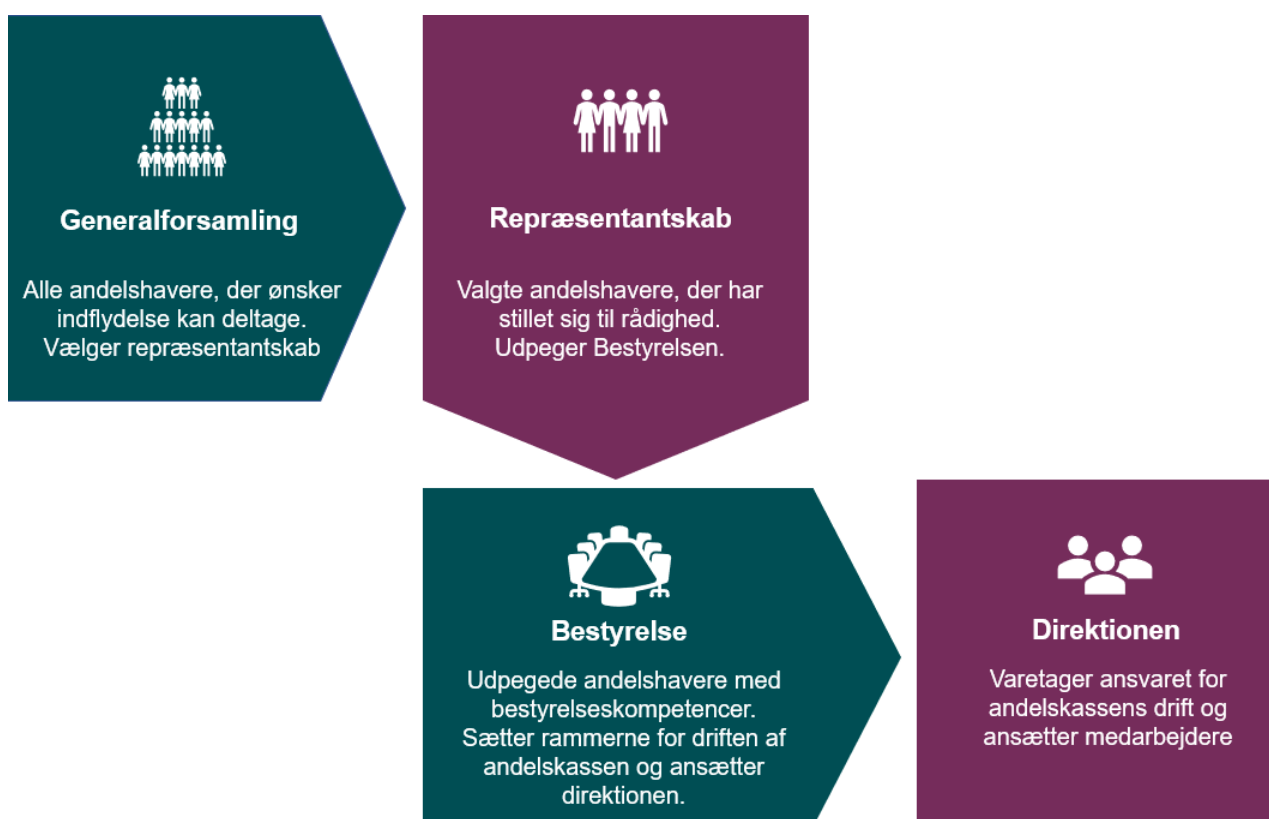 Generalforsamling
Alle andelshavere, der ønsker
indflydelse kan deltage.
Vælger repræsentantskab
Repræsentantskab
Valgte andelshavere, der har
stillet sig til rådighed.
Udpeger Bestyrelsen.
Bestyrelse
Udpegede andelshavere med
bestyrelseskompetencer.
Sætter rammerne for driften af
andelskassen og ansætter
direktionen.
Direktionen
Varetager ansvaret for
andelskassens drift og
ansætter medarbejdere